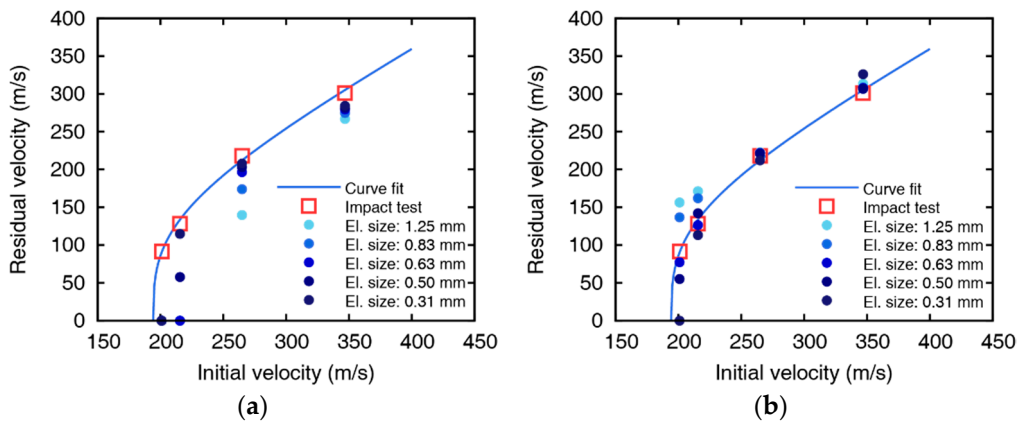 400
350
300
250
200
150
100
50
0
Residual velocity (m/s)
Curve fit
Impact test
El. size: 1.25 mm
El. size: 0.83 mm
El. size: 0.63 mm
El. size: 0.50 mm
El. size: 0.31 mm
150 200 250 300 350 400 450
Initial velocity (m/s)
(a)
400
350
300
250
200
150
100
50
0
Residual velocity (m/s)
Curve fit
Impact test
El. size: 1.25 mm
El. size: 0.83 mm
El. size: 0.63 mm
El. size: 0.50 mm
El. size: 0.31 mm
150 200 250 300 350 400 450
Initial velocity (m/s)
(b)